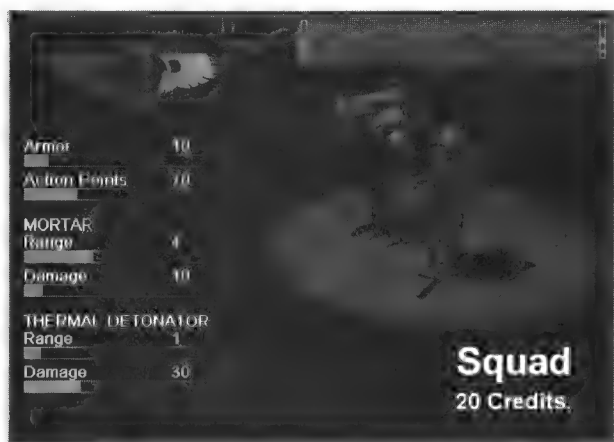 Armor 10
Action Points 70
MORTAR
Range 4
Damage 10
THERMAL DETONATOR
Range 1
Damage 30
Squad
20 Credits.